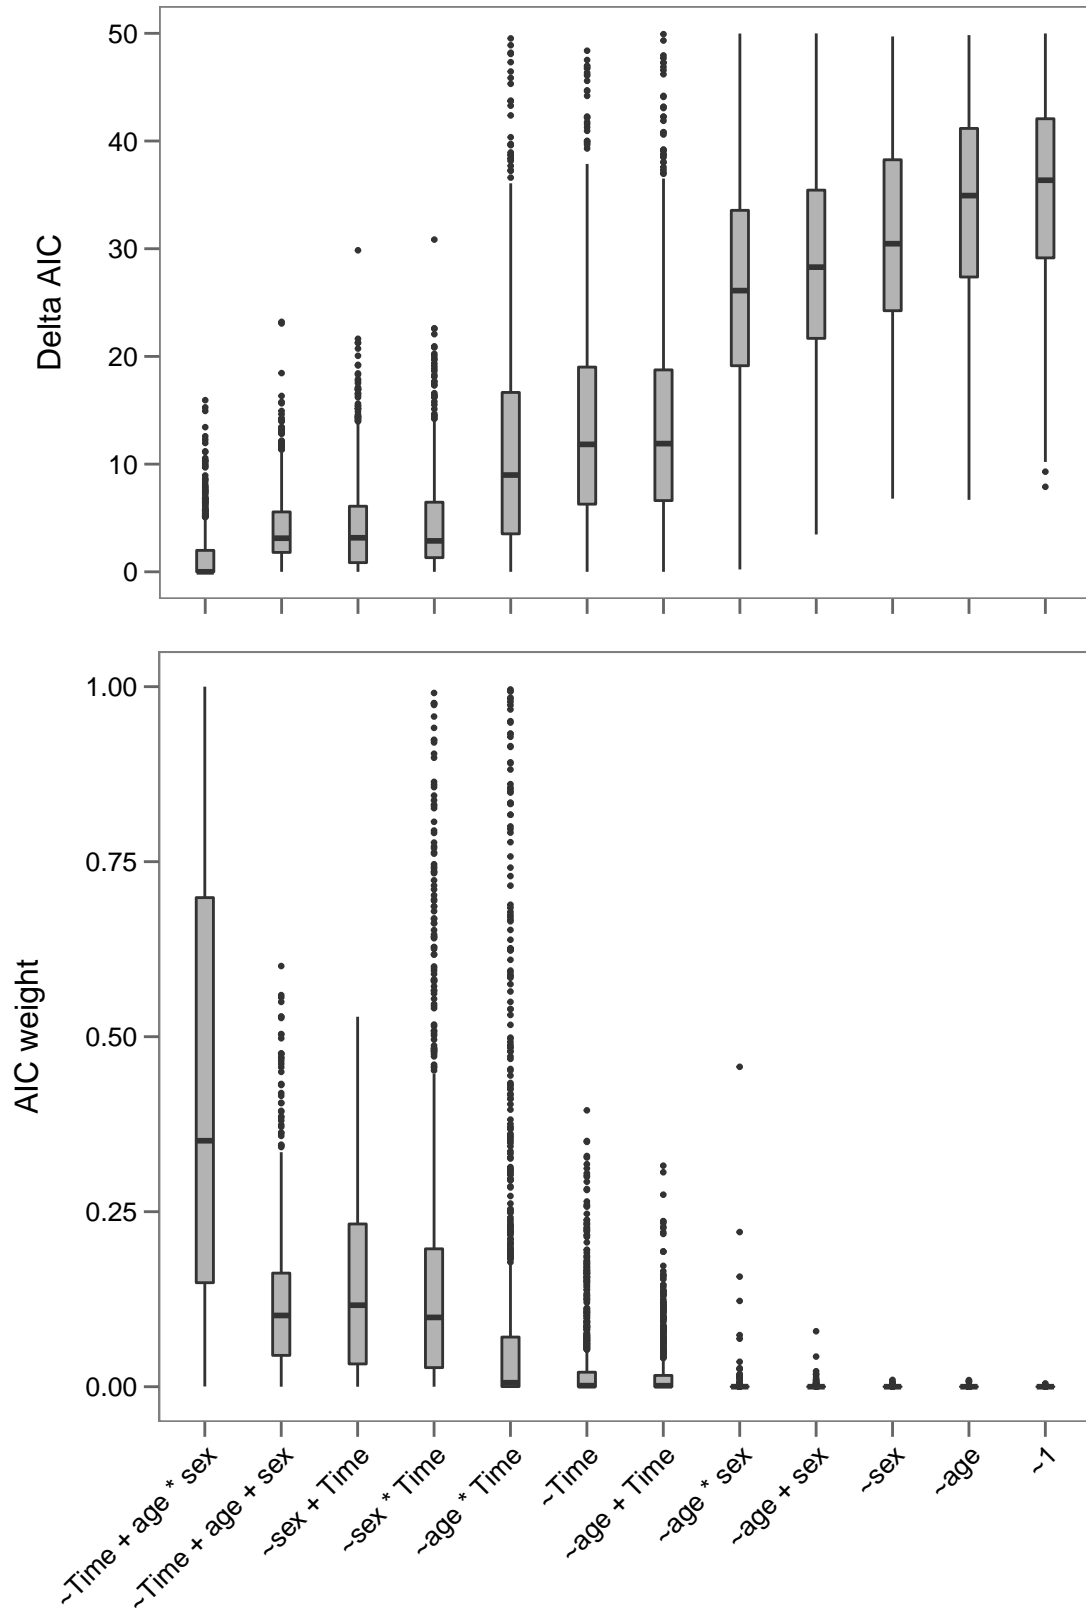 Delta AIC
50
40
30
20
10
0
AIC weight
1.00
0.75
0.50
0.25
0.00
~Time + age * sex
~Time + age + sex
~sex + Time
~sex * Time
~age * Time
~Time
~age + Time
~age * sex
~age + sex
~sex
~age
~1